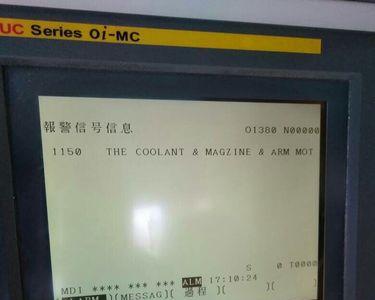 UC Series 0i-MC
報警信号信息 O1380 N00000
1150 THE COOLANT & MAGZINE & ARM MOT
S 0 T0000
MDI **** *** *** ALM 17:10:24
)(MESSAG)( 過程 )( )(